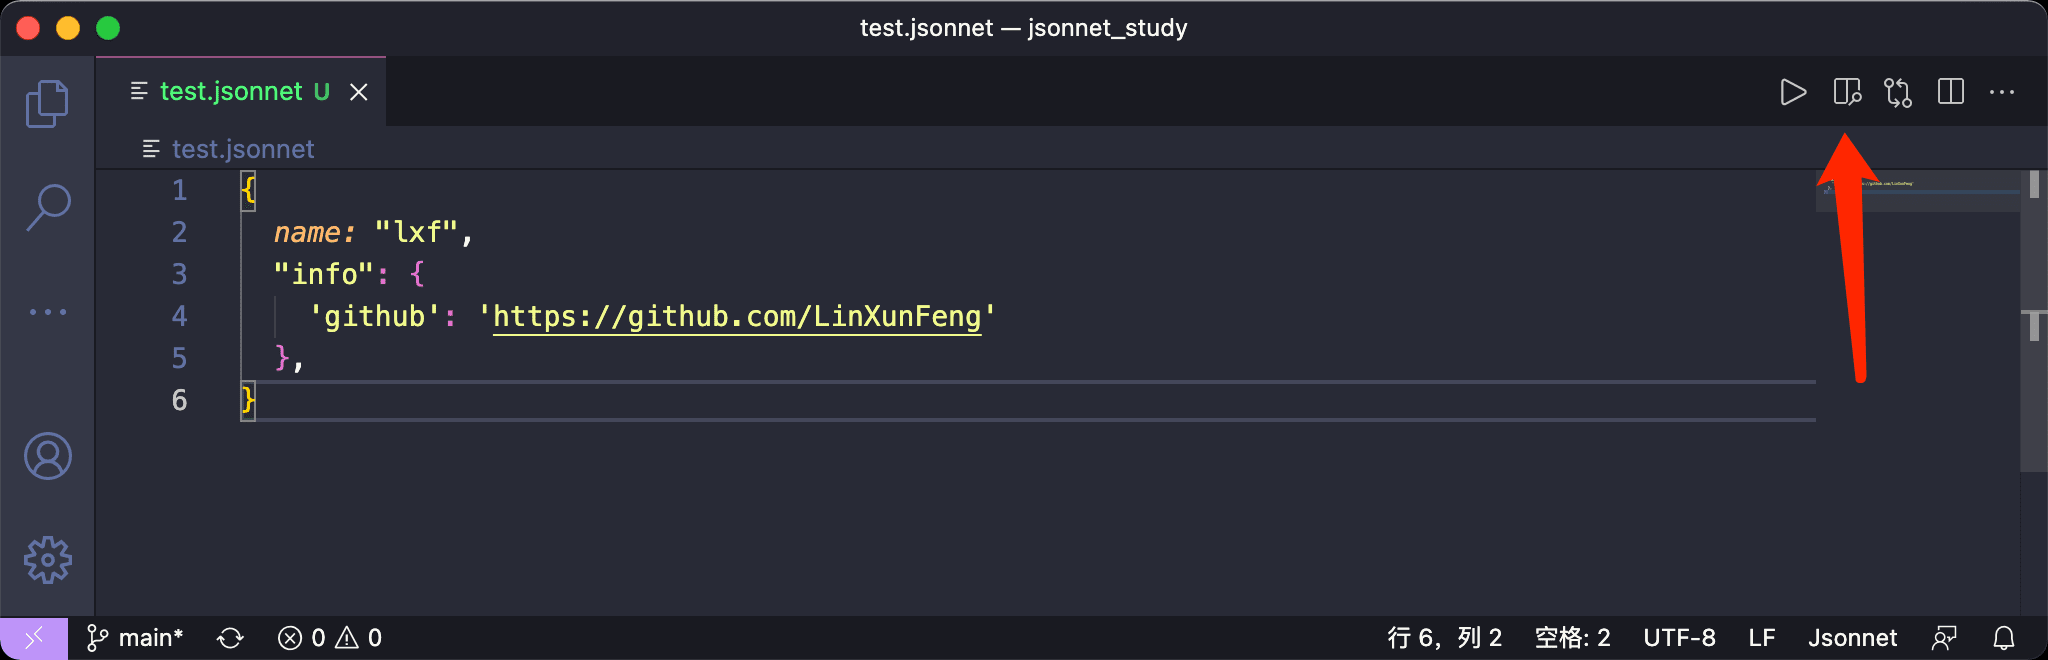 test.jsonnet — jsonnet_study
test.jsonnet U
test.jsonnet
1 {
2 name: "lxf",
3 "info": {
4 'github': 'https://github.com/LinXunFeng'
5 },
6 }
main* 0 0 行 6，列 2 空格: 2 UTF-8 LF Jsonnet